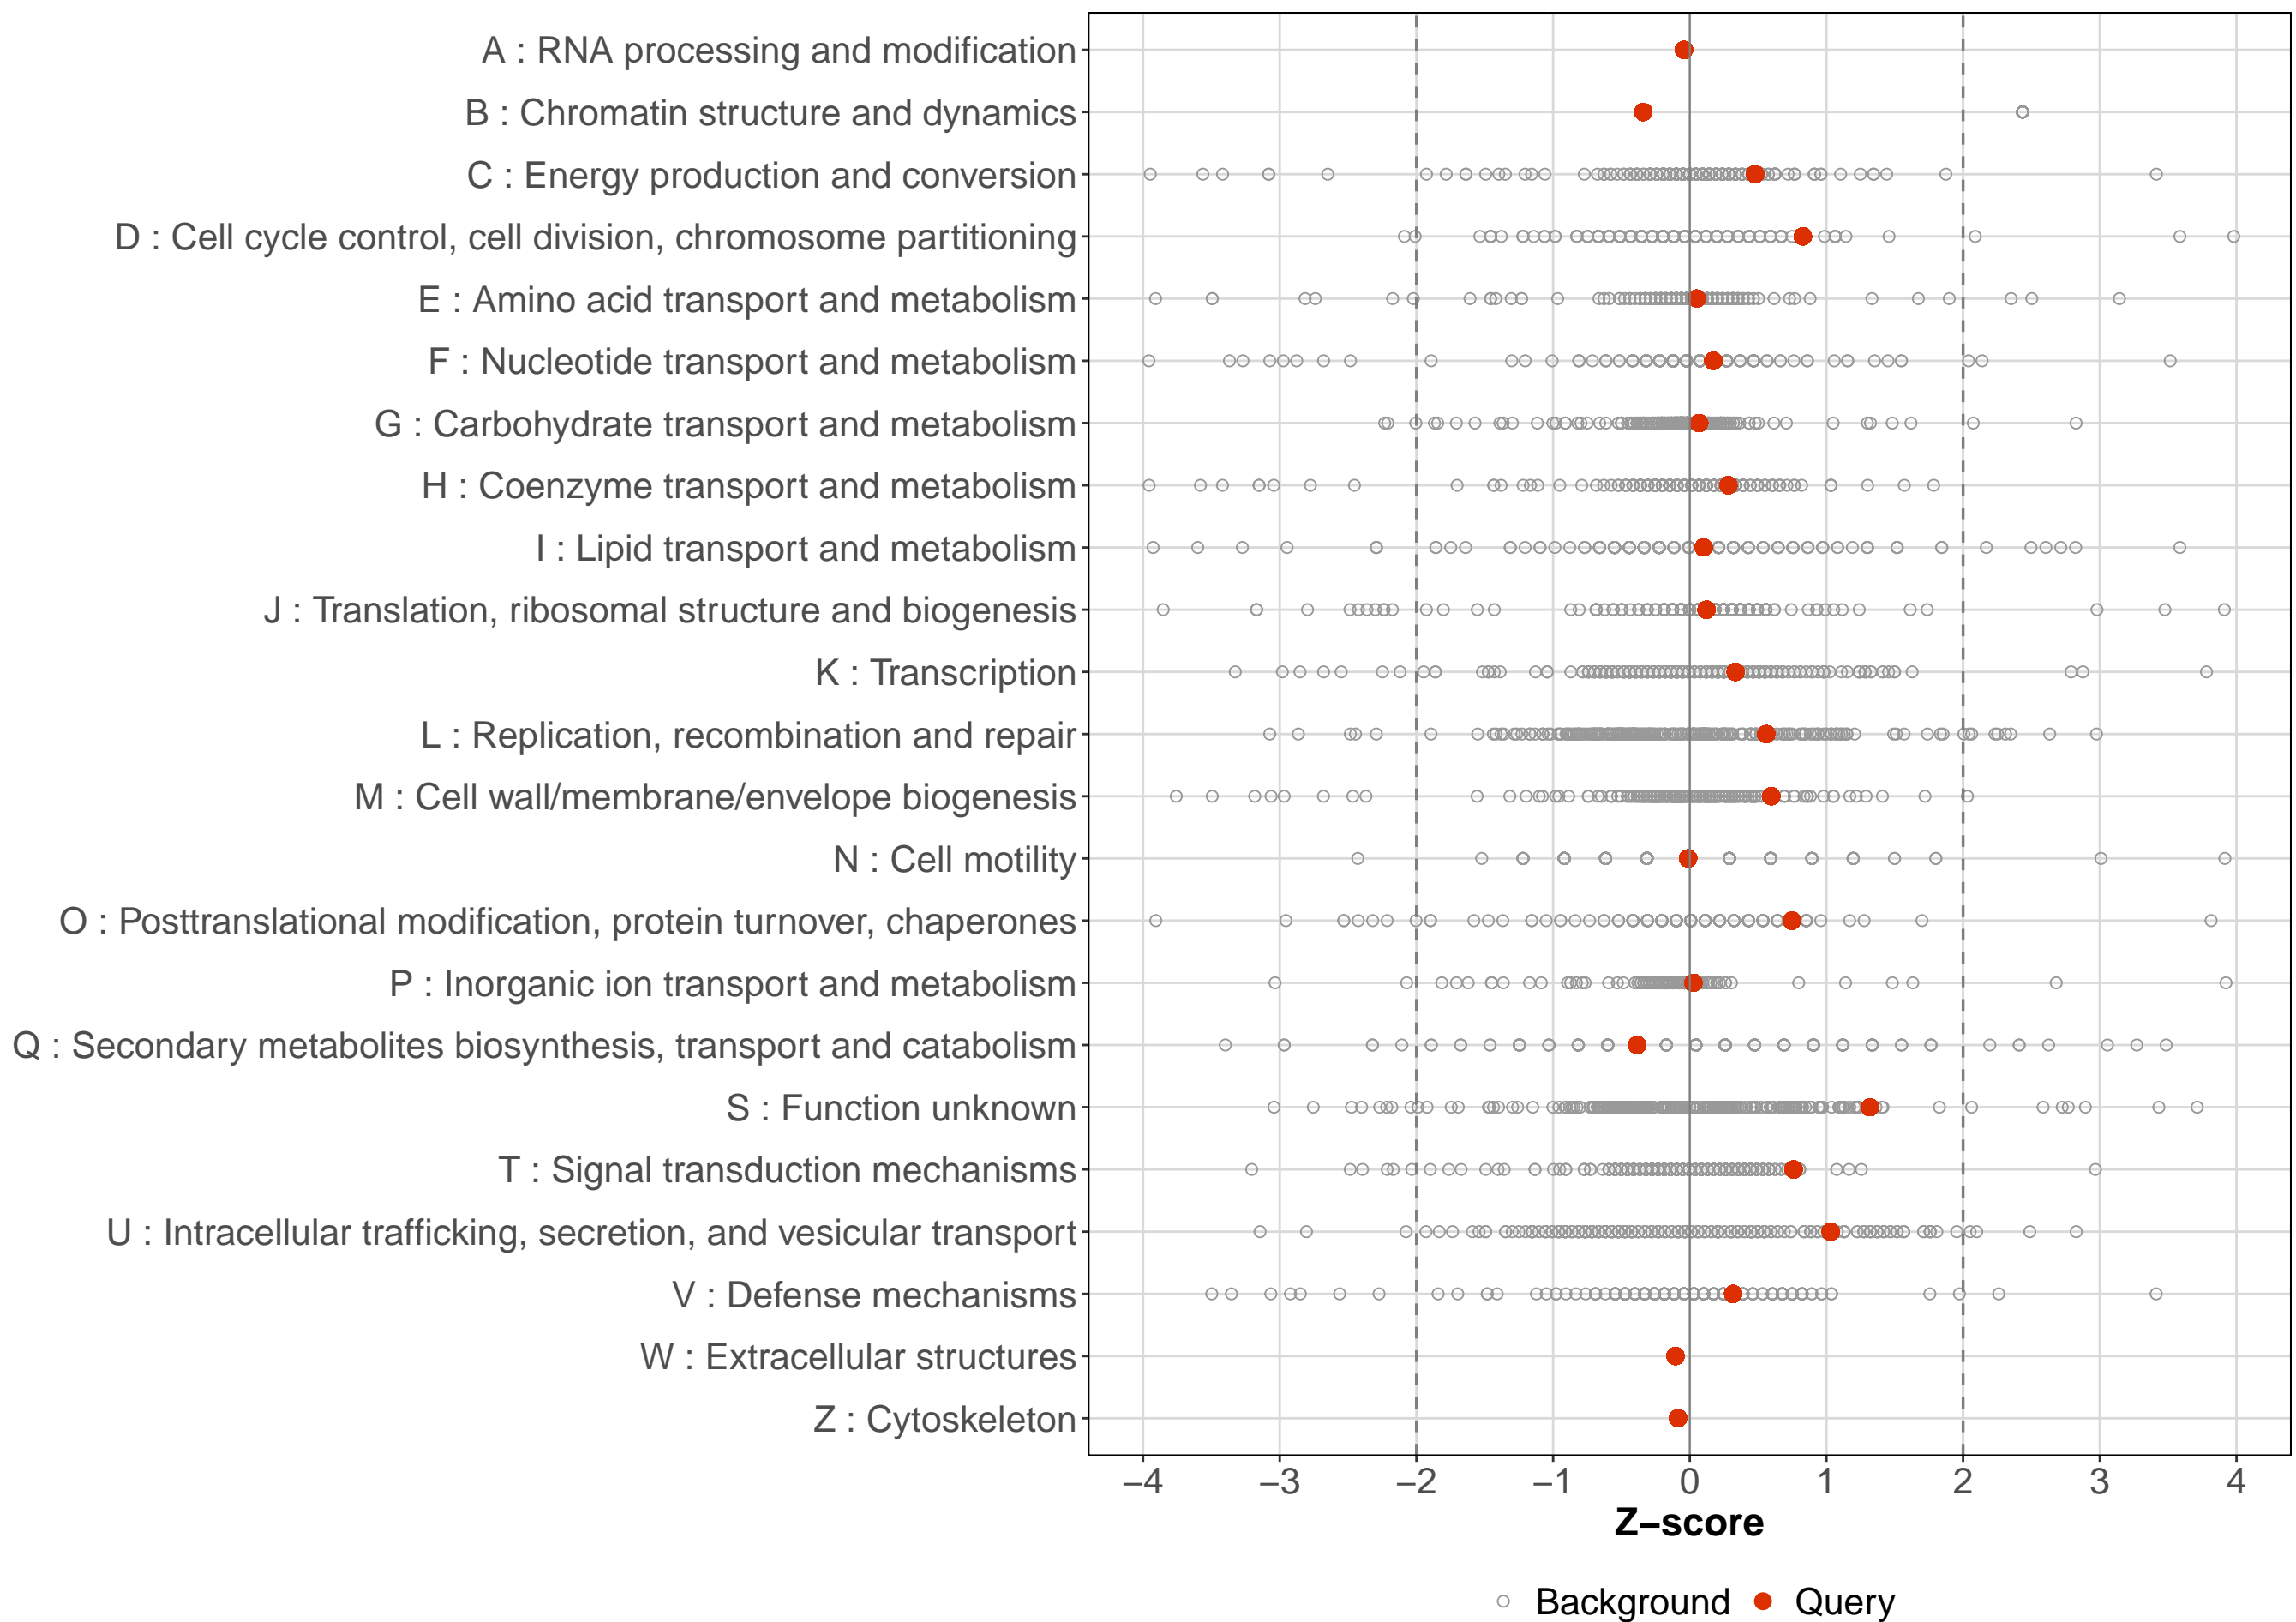 A : RNA processing and modification
B : Chromatin structure and dynamics
C : Energy production and conversion
D : Cell cycle control, cell division, chromosome partitioning
E : Amino acid transport and metabolism
F : Nucleotide transport and metabolism
G : Carbohydrate transport and metabolism
H : Coenzyme transport and metabolism
I : Lipid transport and metabolism
J : Translation, ribosomal structure and biogenesis
K : Transcription
L : Replication, recombination and repair
M : Cell wall/membrane/envelope biogenesis
N : Cell motility
O : Posttranslational modification, protein turnover, chaperones
P : Inorganic ion transport and metabolism
Q : Secondary metabolites biosynthesis, transport and catabolism
S : Function unknown
T : Signal transduction mechanisms
U : Intracellular trafficking, secretion, and vesicular transport
V : Defense mechanisms
W : Extracellular structures
Z : Cytoskeleton
−4 −3 −2 −1 0 1 2 3 4
Z−score
Background Query